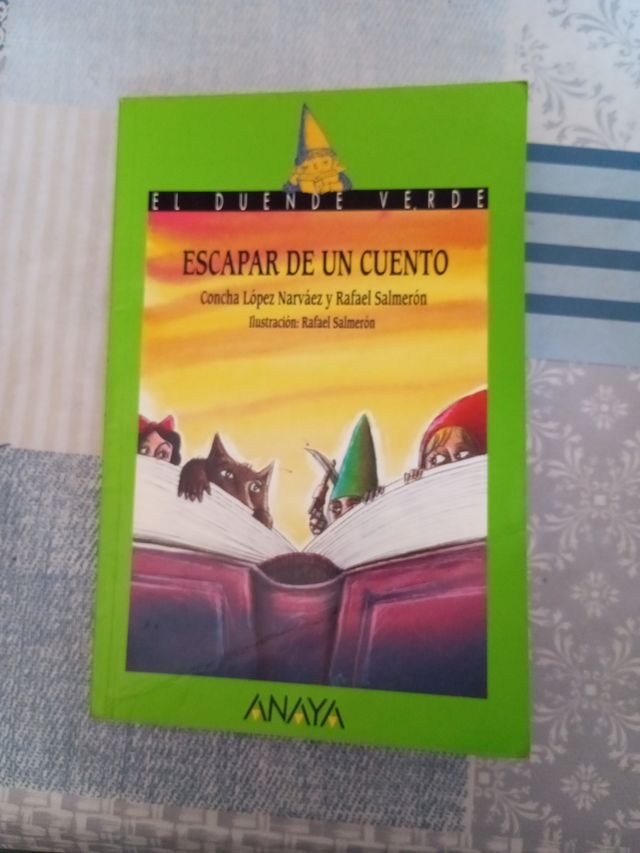 EL DUENDE VERDE
ESCAPAR DE UN CUENTO
Concha López Narváez y Rafael Salmerón
Ilustración: Rafael Salmerón
ANAYA